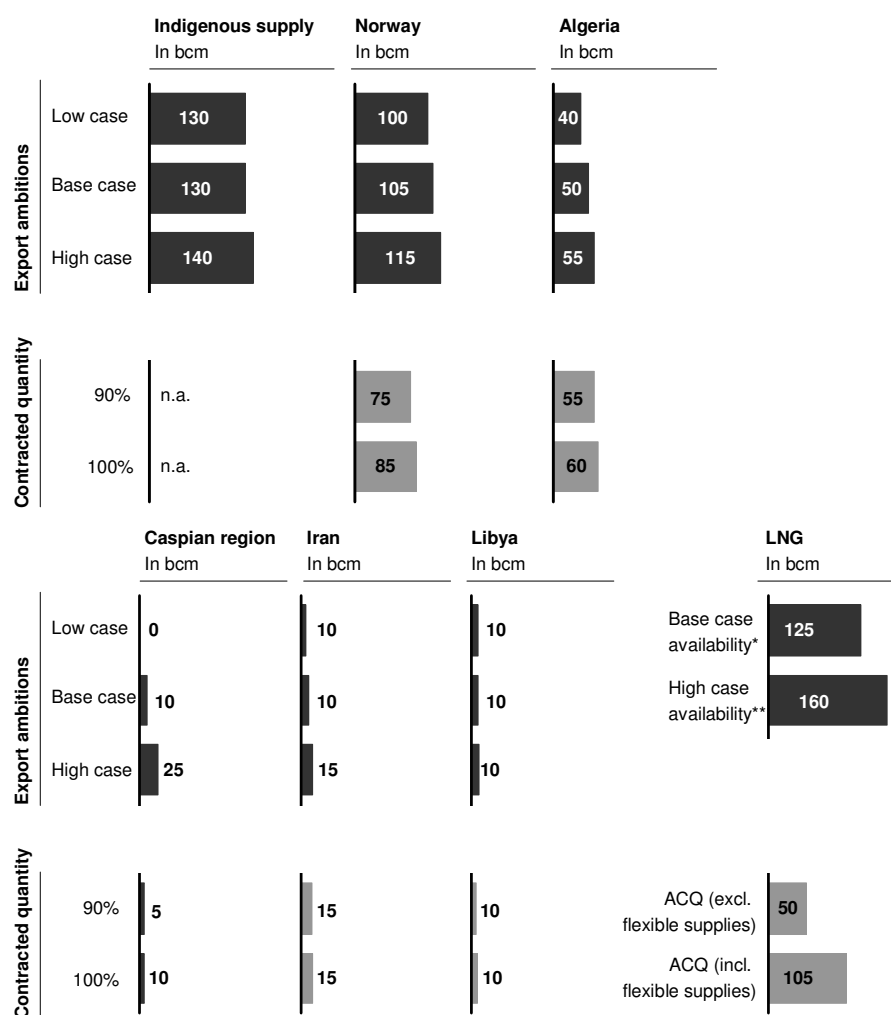 Indigenous supply
In bcm
Norway
In bcm
Algeria
In bcm
Export ambitions
Low case
130
100
40
Base case
130
105
50
High case
140
115
55
Contracted quantity
90%
n.a.
75
55
100%
n.a.
85
60
Caspian region
In bcm
Iran
In bcm
Libya
In bcm
LNG
In bcm
Export ambitions
Low case
0
10
10
Base case
availability*
125
Base case
10
10
10
High case
availability**
160
High case
25
15
10
Contracted quantity
90%
5
15
10
ACQ (excl.
flexible supplies)
50
100%
10
15
10
ACQ (incl.
flexible supplies)
105